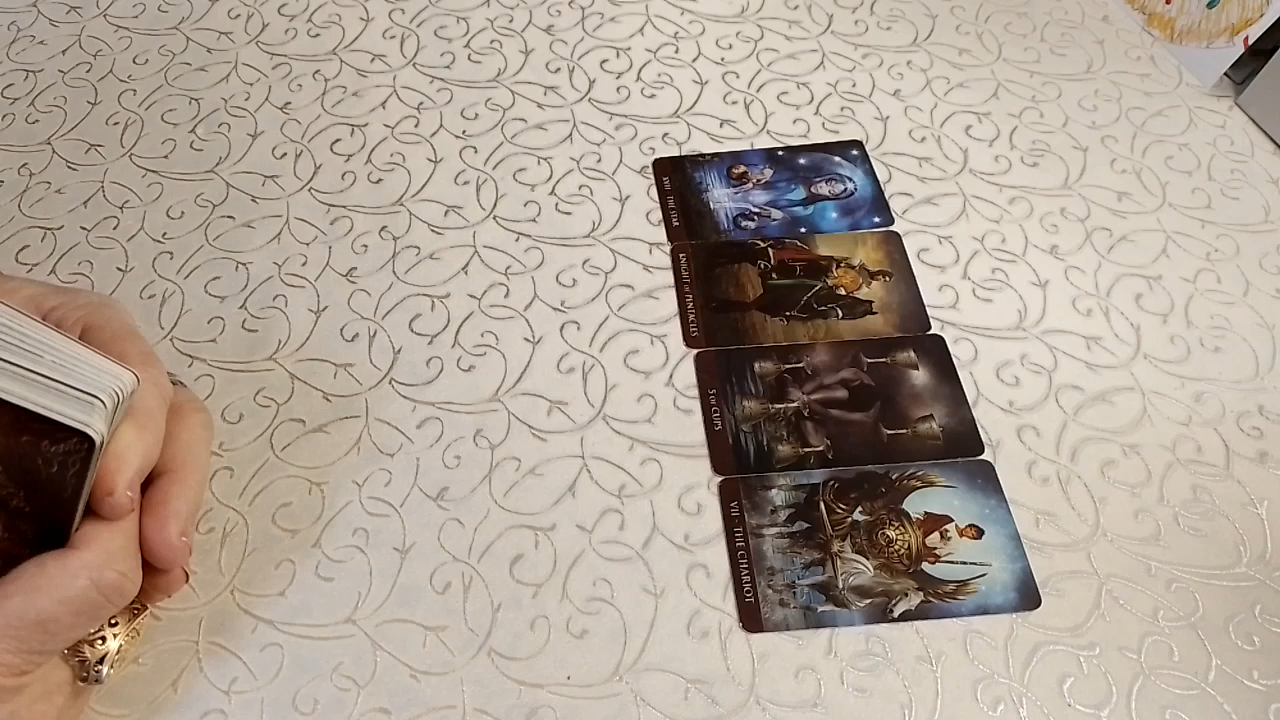 XVII · THE STAR
KNIGHT OF PENTACLES
5 OF CUPS
VII · THE CHARIOT